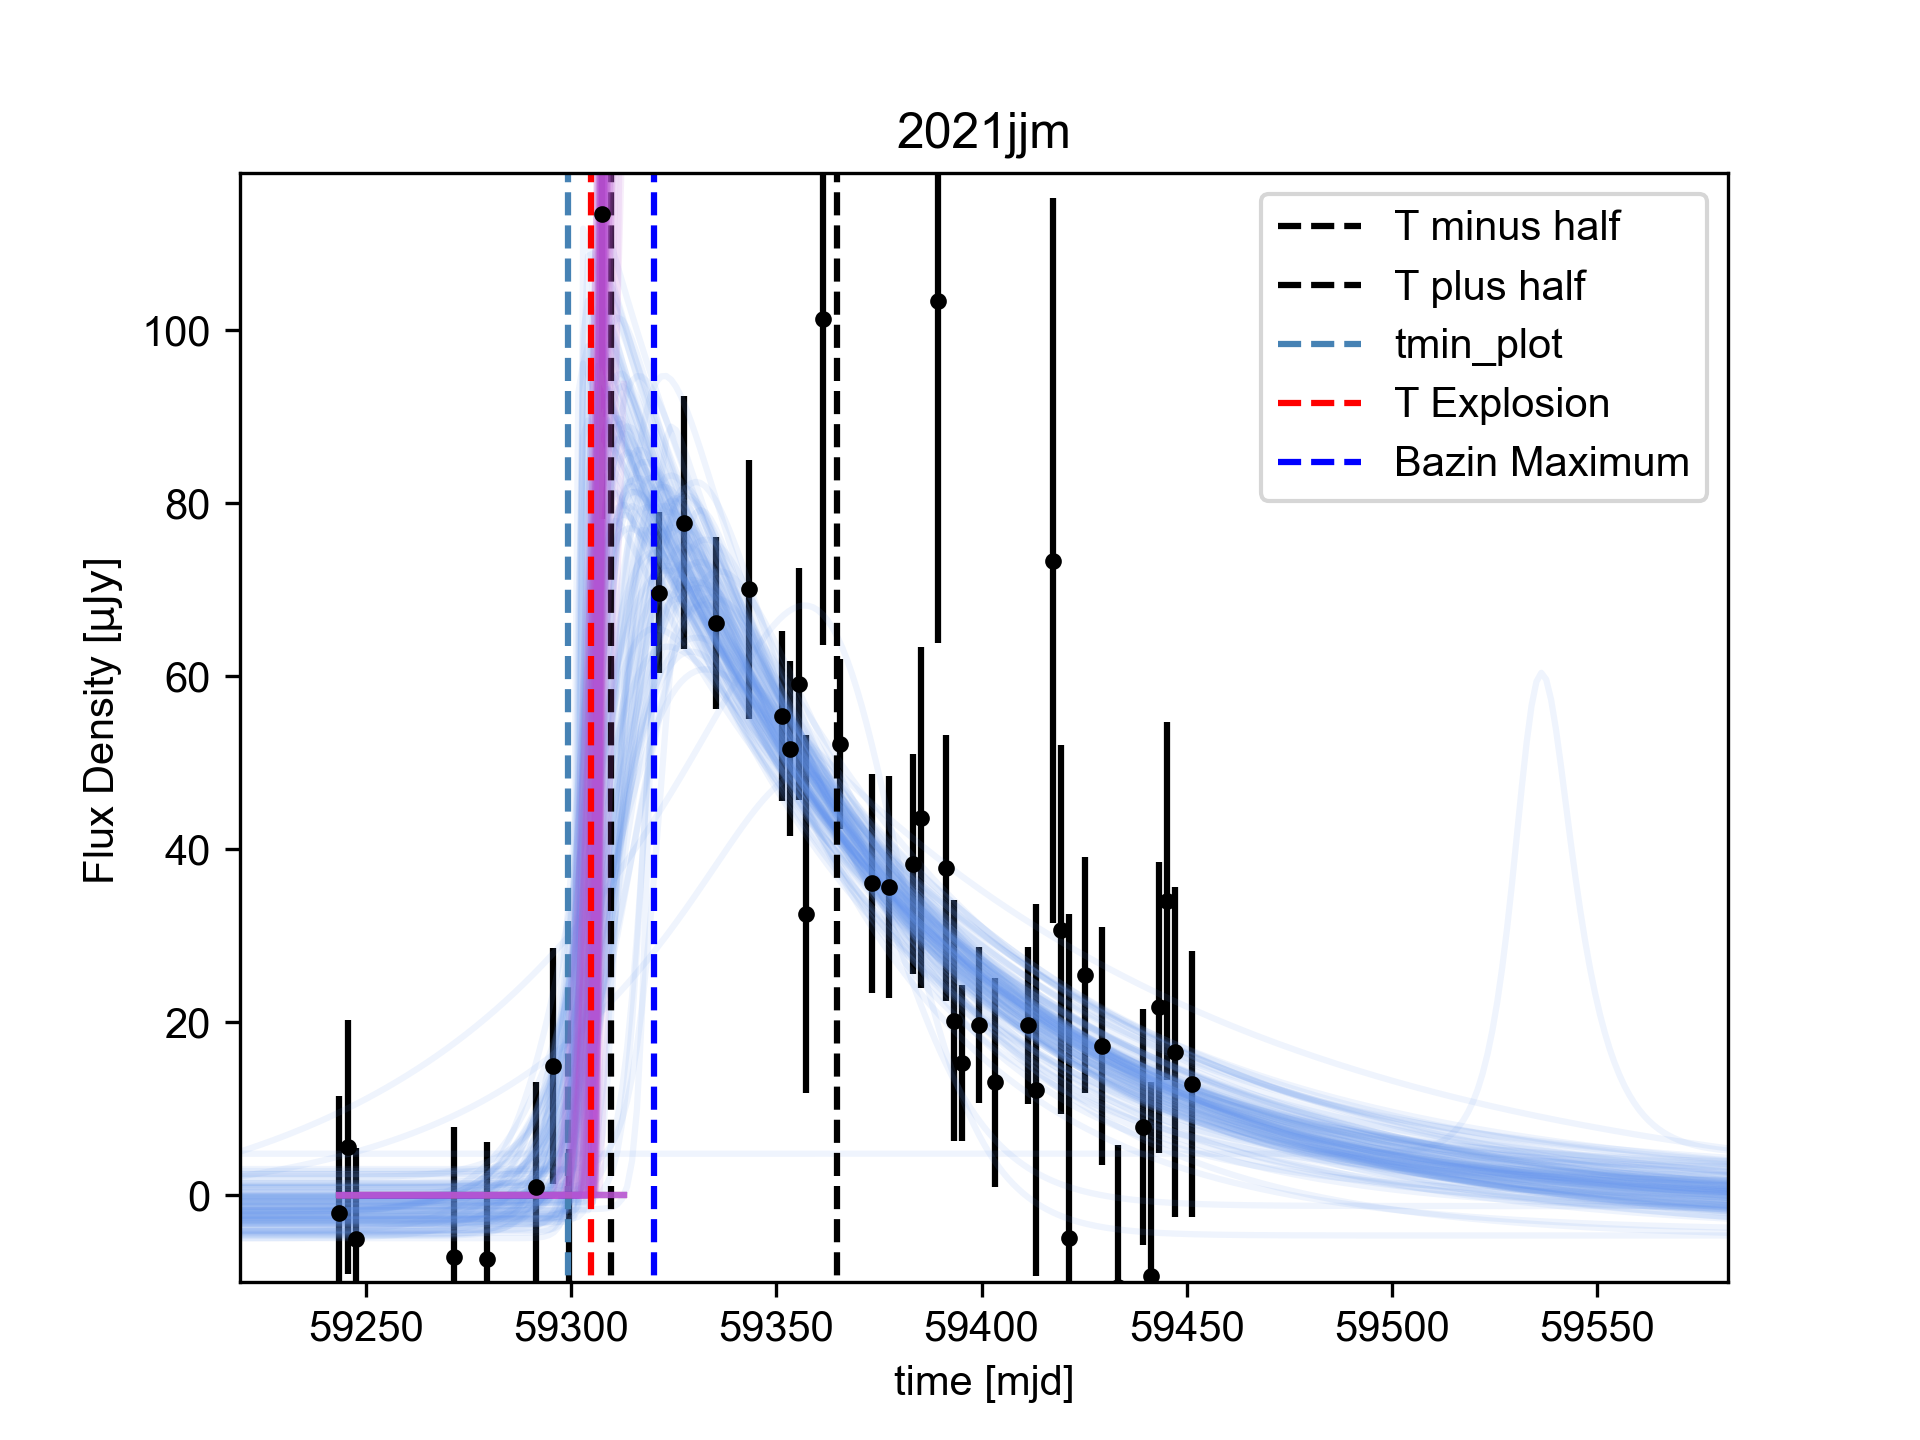 2021jjm
T minus half
T plus half
tmin_plot
T Explosion
Bazin Maximum
100
80
60
40
20
0
Flux Density [µJy]
59250 59300 59350 59400 59450 59500 59550
time [mjd]